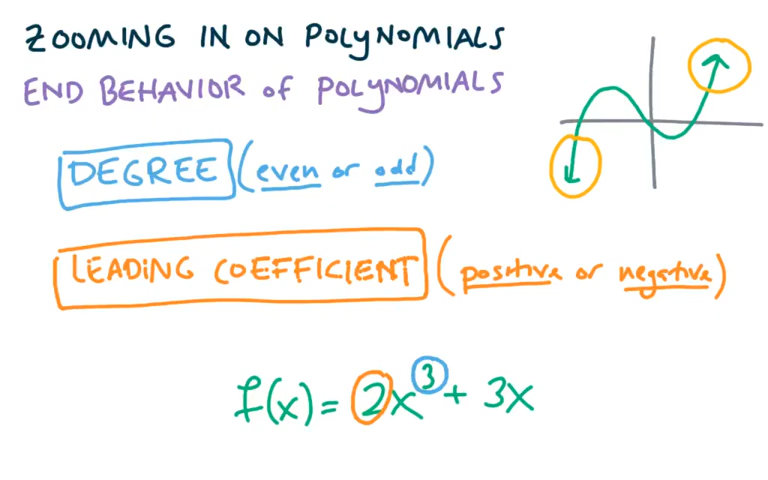 ZOOMING IN ON POLYNOMIALS
END BEHAVIOR of POLYNOMIALS
DEGREE (even or odd)
LEADING COEFFICIENT (positive or negative)
f(x) = 2x³ + 3x